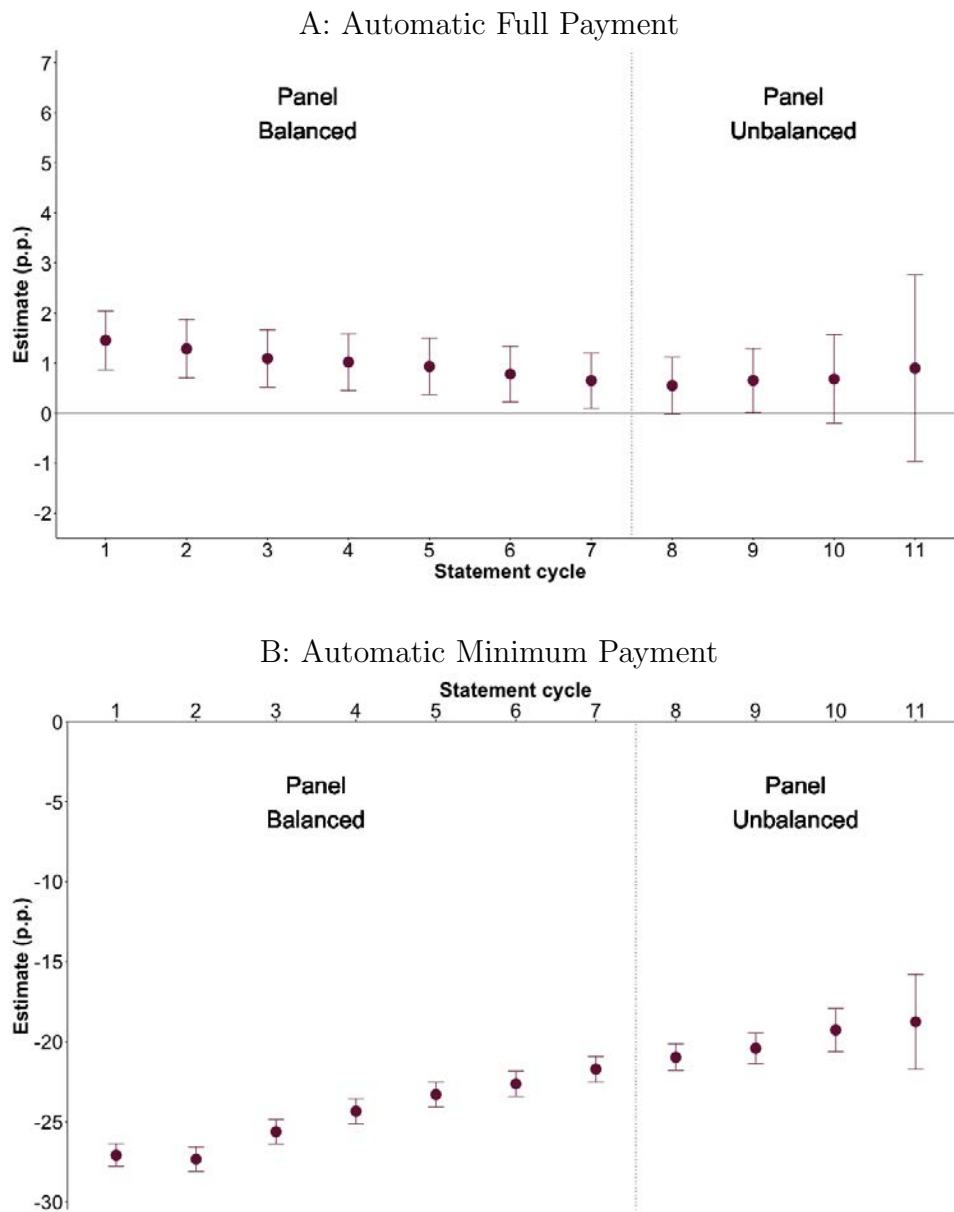 A: Automatic Full Payment
7
6
5
4
3
2
1
0
-1
-2
Estimate (p.p.)
Panel
Balanced
Panel
Unbalanced
1 2 3 4 5 6 7 8 9 10 11
Statement cycle
B: Automatic Minimum Payment
Statement cycle
1 2 3 4 5 6 7 8 9 10 11
0
-5
-10
-15
-20
-25
-30
Estimate (p.p.)
Panel
Balanced
Panel
Unbalanced